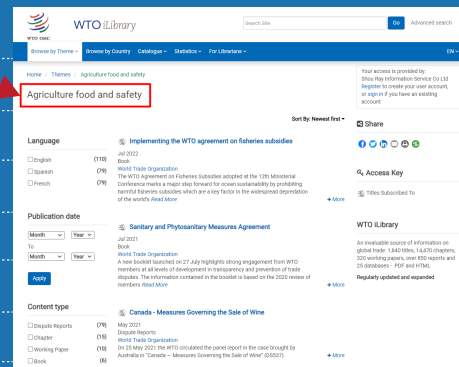 WTO OMC
WTO iLibrary
Search Site
Go
Advanced search
Browse by Theme
Browse by Country
Catalogue
Statistics
For Librarians
EN
Home / Themes / Agriculture food and safety
Agriculture food and safety
Sort By: Newest first
Language
English (110)
Spanish (79)
French (79)
Publication date
Month Year
To
Month Year
Apply
Content type
Dispute Reports (79)
Chapter (15)
Working Paper (10)
Book (6)
Implementing the WTO agreement on fisheries subsidies
Jul 2022
Book
World Trade Organization
The WTO Agreement on Fisheries Subsidies adopted at the 12th Ministerial
Conference marks a major step forward for ocean sustainability by prohibiting
harmful fisheries subsidies which are a key factor in the widespread depredation
of the world's Read More
+ More
Sanitary and Phytosanitary Measures Agreement
Jul 2021
Book
World Trade Organization
A new booklet launched on 27 July highlights strong engagement from WTO
members at all levels of development in transparency and prevention of trade
disputes. The information contained in the booklet is based on the 2020 review of
members Read More
+ More
Canada - Measures Governing the Sale of Wine
May 2021
Dispute Reports
World Trade Organization
On 25 May 2021 the WTO circulated the panel report in the case brought by
Australia in "Canada — Measures Governing the Sale of Wine" (DS537).
+ More
Your access is provided by:
Shou Ray Information Service Co Ltd
Register to create your user account,
or sign in if you have an existing
account
Share
Access Key
Titles Subscribed To
WTO iLibrary
An invaluable source of information on
global trade: 1,840 titles, 14,470 chapters,
320 working papers, over 850 reports and
25 databases - PDF and HTML
Regularly updated and expanded